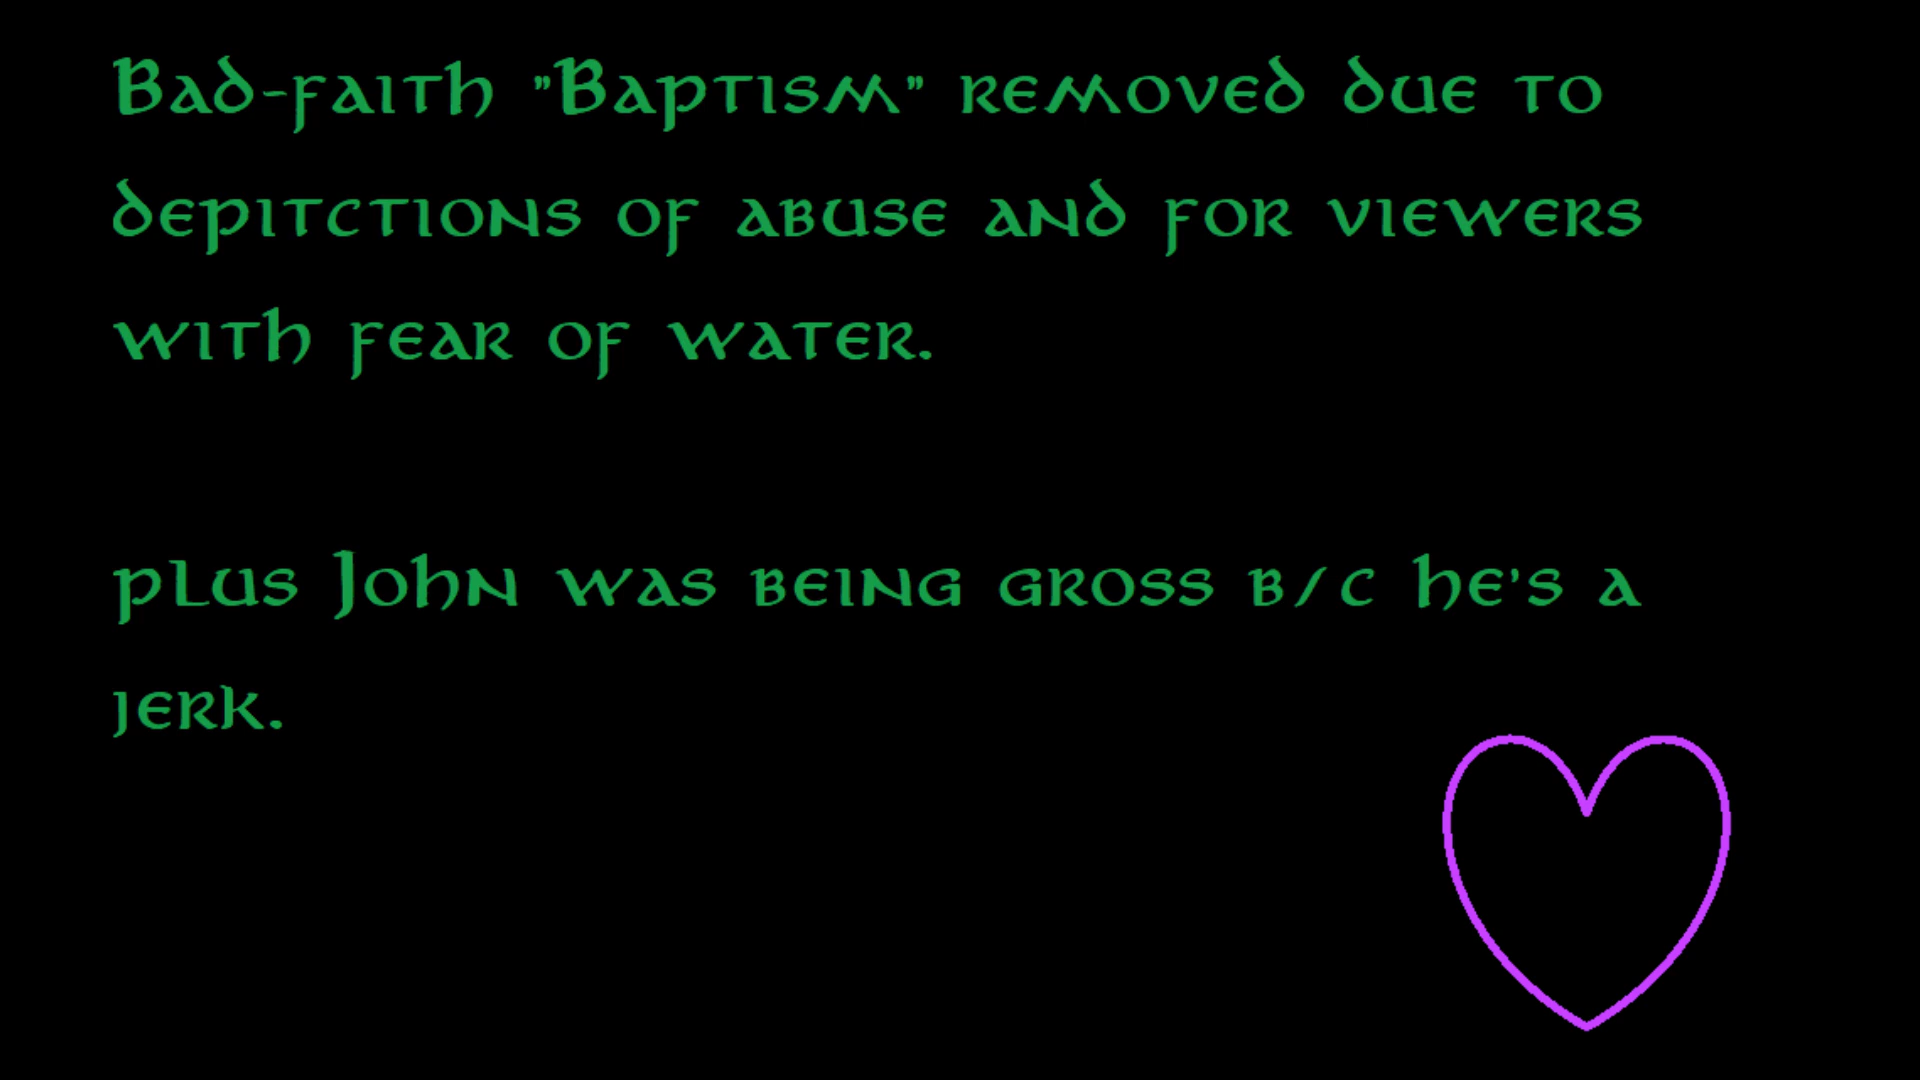 Bad-faith "Baptism" removed due to
depitctions of abuse and for viewers
with fear of water.
plus John was being gross b/c he's a
jerk.